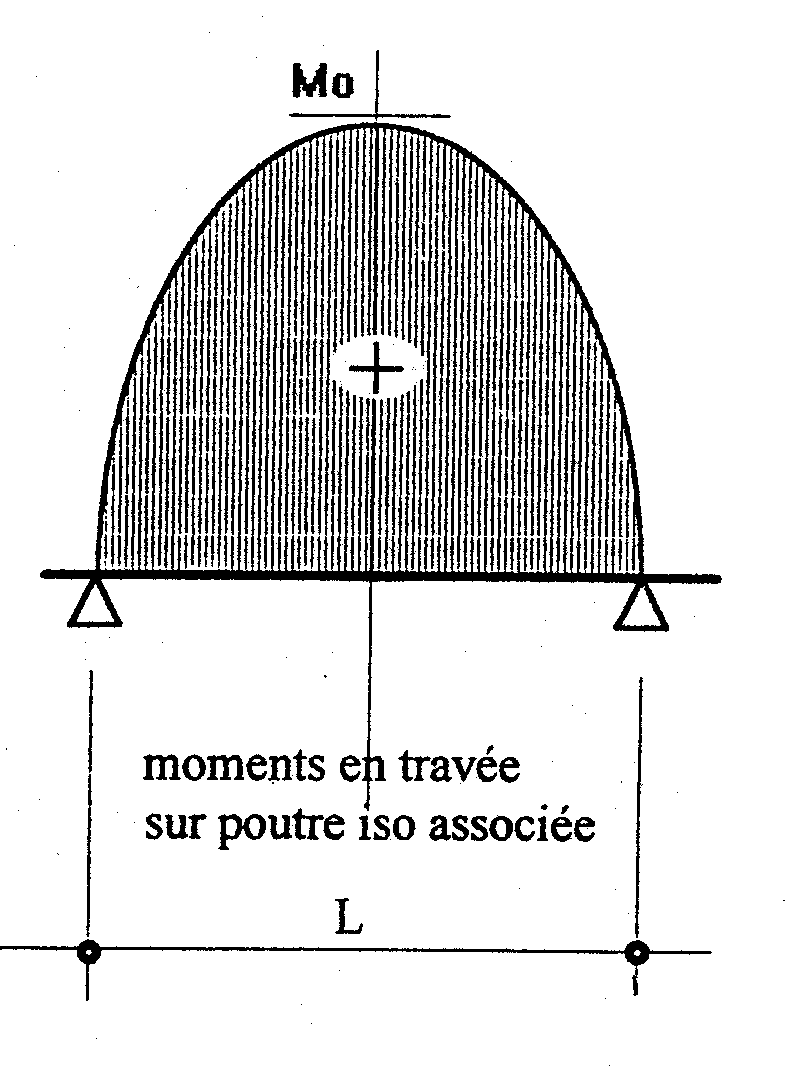 Mo
+
moments en travée
sur poutre iso associée
L